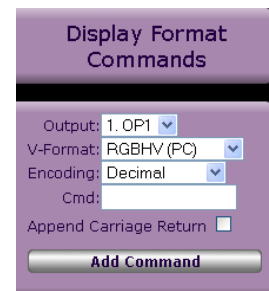 Display Format
Commands
Output: 1. OP1
V-Format: RGBHV (PC)
Encoding: Decimal
Cmd:
Append Carriage Return
Add Command